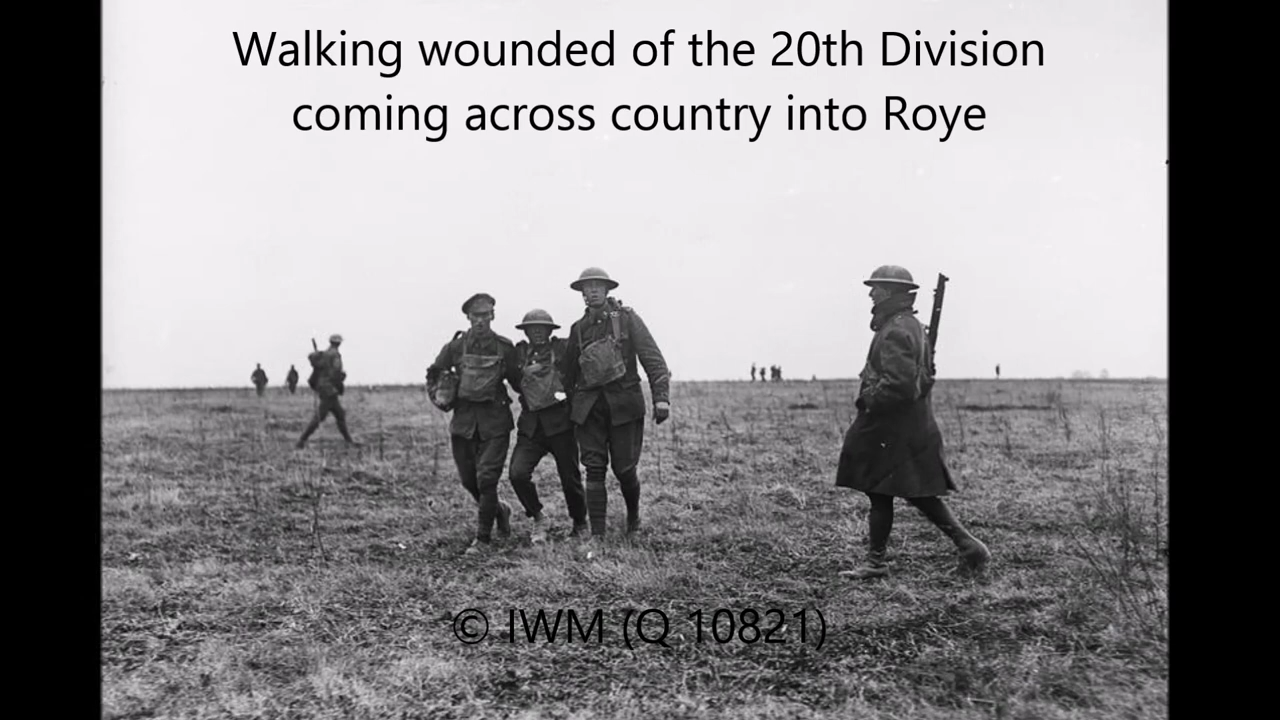 Walking wounded of the 20th Division
coming across country into Roye
© IWM (Q 10821)